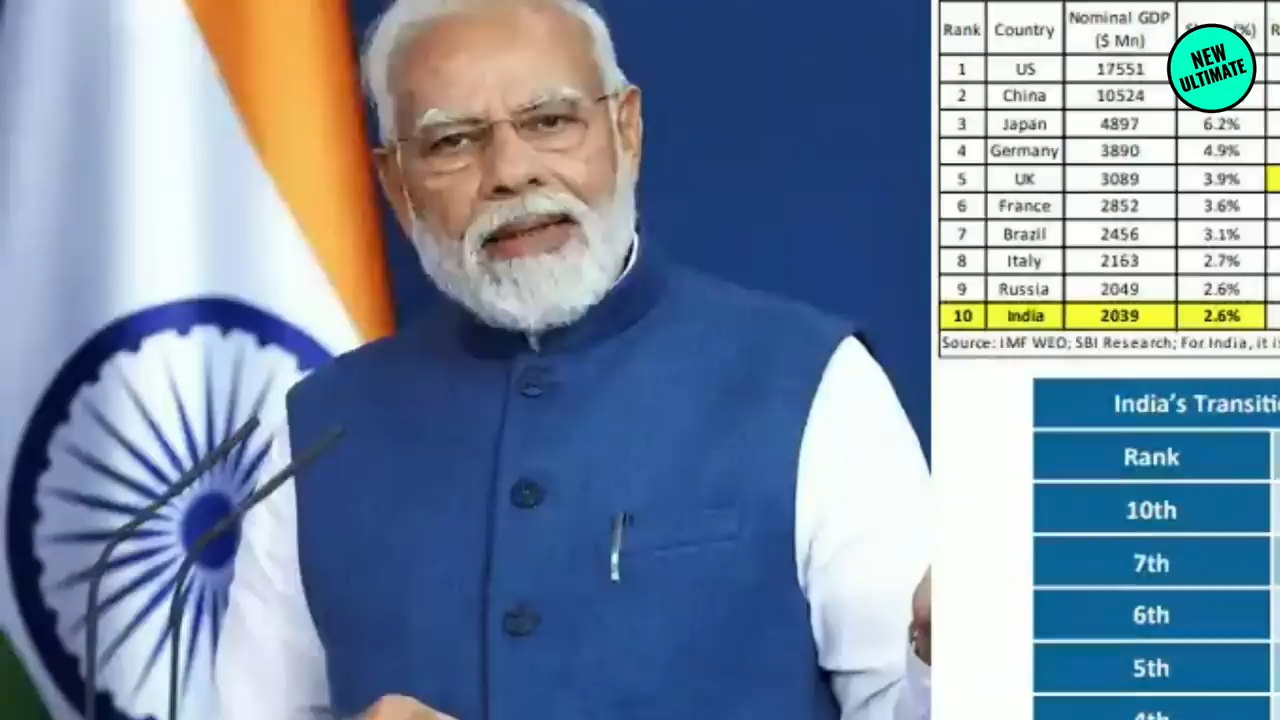 Rank Country Nominal GDP ($ Mn)
1 US 17551
2 China 10524
3 Japan 4897 6.2%
4 Germany 3890 4.9%
5 UK 3089 3.9%
6 France 2852 3.6%
7 Brazil 2456 3.1%
8 Italy 2163 2.7%
9 Russia 2049 2.6%
10 India 2039 2.6%
Source: IMF WEO; SBI Research; For India, it
NEW
ULTIMATE
India's
Rank
10th
7th
6th
5th
4th